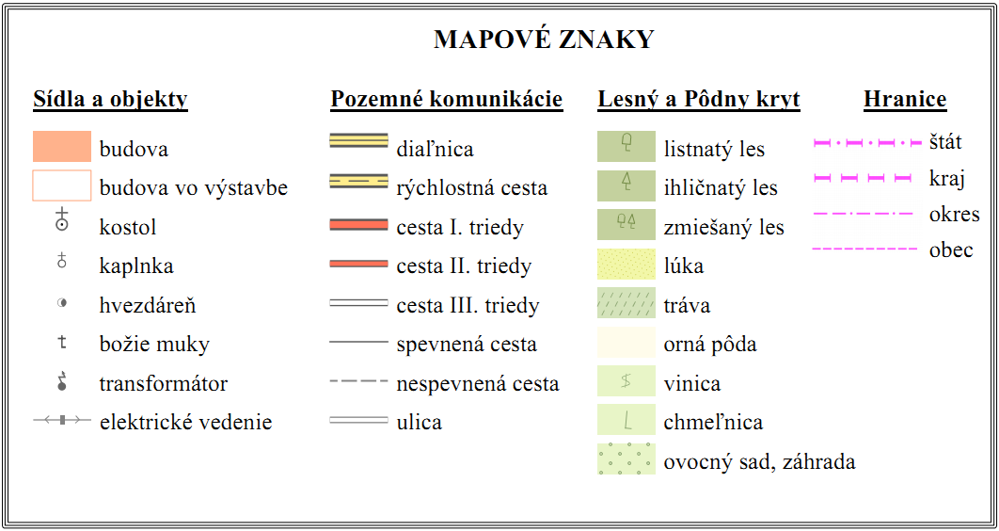 MAPOVÉ ZNAKY
Sídla a objekty
budova
budova vo výstavbe
kostol
kaplnka
hvezdáreň
božie muky
transformátor
elektrické vedenie
Pozemné komunikácie
diaľnica
rýchlostná cesta
cesta I. triedy
cesta II. triedy
cesta III. triedy
spevnená cesta
nespevnená cesta
ulica
Lesný a Pôdny kryt
listnatý les
ihličnatý les
zmiešaný les
lúka
tráva
orná pôda
vinica
chmeľnica
ovocný sad, záhrada
Hranice
štát
kraj
okres
obec